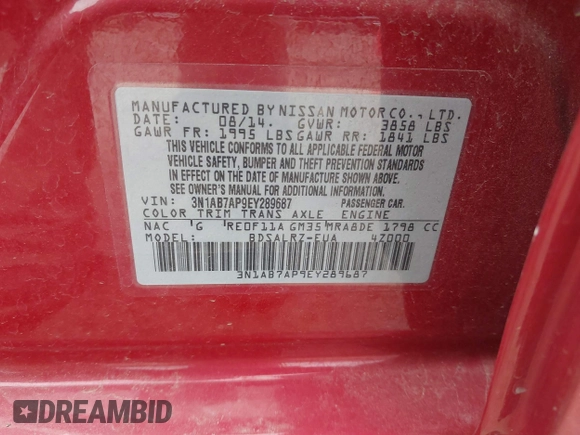 MANUFACTURED BY NISSAN MOTOR CO., LTD.
DATE: 08/14. GVWR: 3858 LBS
GAWR FR: 1995 LBS GAWR RR: 1841 LBS
THIS VEHICLE CONFORMS TO ALL APPLICABLE FEDERAL MOTOR
VEHICLE SAFETY, BUMPER AND THEFT PREVENTION STANDARDS
IN EFFECT ON THE DATE OF MANUFACTURE SHOWN ABOVE.
SEE OWNER'S MANUAL FOR ADDITIONAL INFORMATION.
VIN: 3N1AB7AP9EY289687 PASSENGER CAR.
COLOR TRIM TRANS AXLE ENGINE
NAC G RE0F11A GM35 MRA8DE 1798 CC
MODEL: BDSALRZ-EUA 4Z000
3N1AB7AP9EY289687
DREAMBID